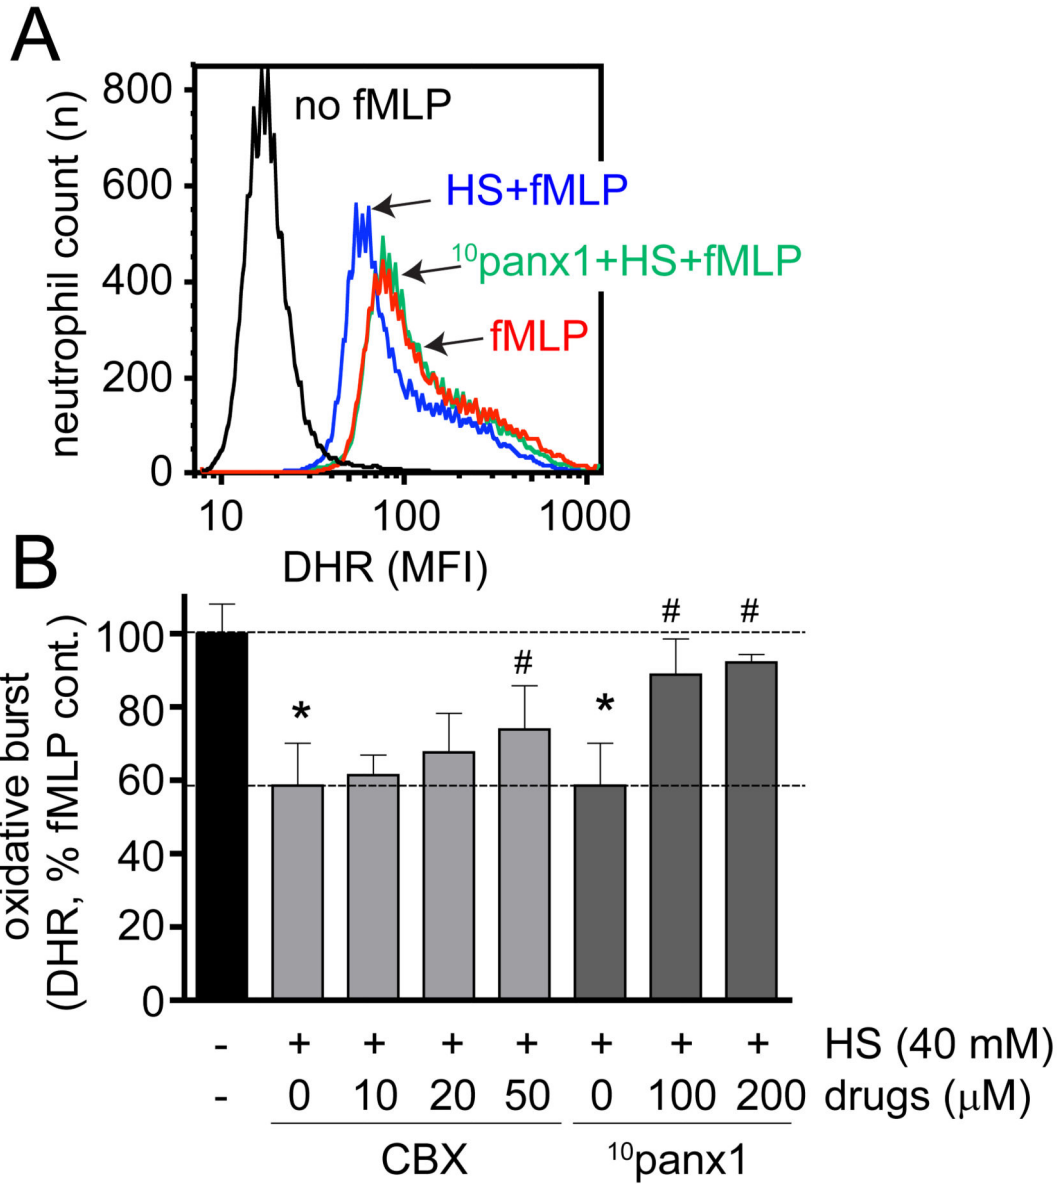 A
neutrophil count (n)
800
600
400
200
0
no fMLP
HS+fMLP
¹⁰panx1+HS+fMLP
fMLP
10 100 1000
DHR (MFI)
B
oxidative burst
(DHR, % fMLP cont.)
100
80
60
40
20
0
* # * # #
- + + + + + + + HS (40 mM)
- 0 10 20 50 0 100 200 drugs (µM)
CBX ¹⁰panx1